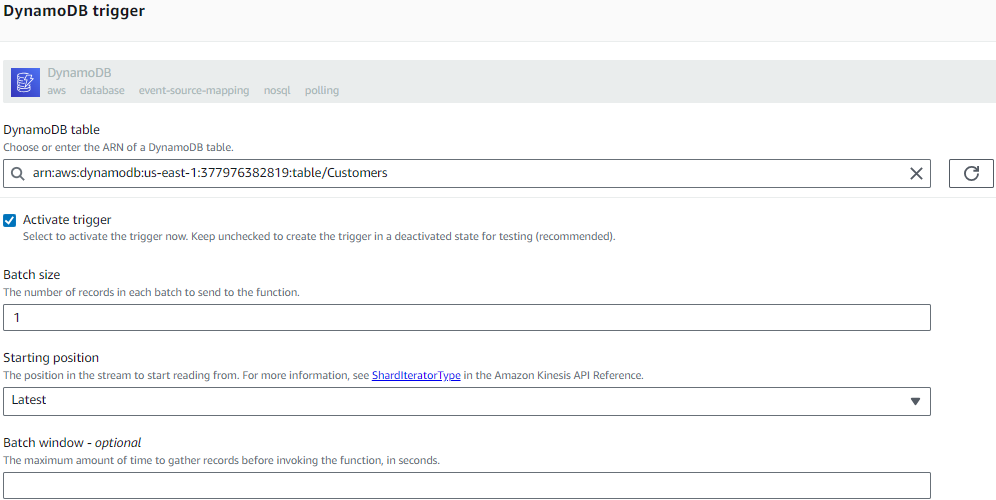 DynamoDB trigger
DynamoDB
aws database event-source-mapping nosql polling
DynamoDB table
Choose or enter the ARN of a DynamoDB table.
arn:aws:dynamodb:us-east-1:377976382819:table/Customers
Activate trigger
Select to activate the trigger now. Keep unchecked to create the trigger in a deactivated state for testing (recommended).
Batch size
The number of records in each batch to send to the function.
1
Starting position
The position in the stream to start reading from. For more information, see ShardIteratorType in the Amazon Kinesis API Reference.
Latest
Batch window - optional
The maximum amount of time to gather records before invoking the function, in seconds.